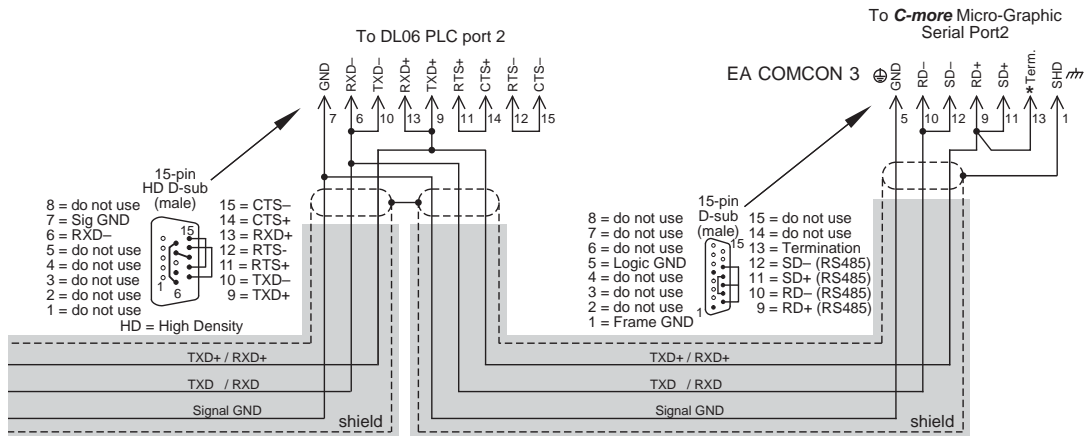 To DL06 PLC port 2
GND
RXD–
TXD–
RXD+
TXD+
RTS+
CTS+
RTS–
CTS–
7 6 10 13 9 11 14 12 15
To C-more Micro-Graphic
Serial Port2
EA COMCON 3
GND
RD–
SD–
RD+
SD+
*Term.
SHD
5 10 12 9 11 13 1
15-pin
HD D-sub
(male)
8 = do not use
7 = Sig GND
6 = RXD–
5 = do not use
4 = do not use
3 = do not use
2 = do not use
1 = do not use
15
1
6
15 = CTS–
14 = CTS+
13 = RXD+
12 = RTS-
11 = RTS+
10 = TXD–
9 = TXD+
HD = High Density
15-pin
D-sub
(male)
8 = do not use
7 = do not use
6 = do not use
5 = Logic GND
4 = do not use
3 = do not use
2 = do not use
1 = Frame GND
15
1
15 = do not use
14 = do not use
13 = Termination
12 = SD– (RS485)
11 = SD+ (RS485)
10 = RD– (RS485)
9 = RD+ (RS485)
TXD+ / RXD+
TXD / RXD
Signal GND
shield
TXD+ / RXD+
TXD / RXD
Signal GND
shield